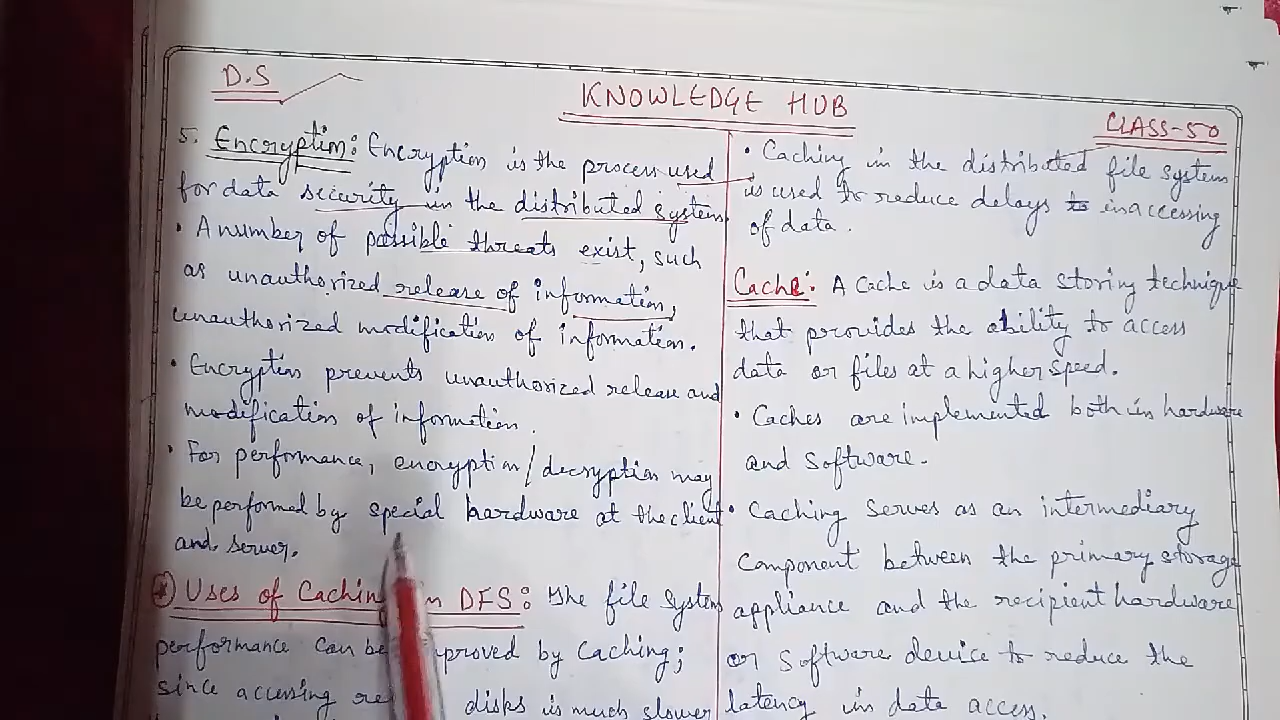 D.S
KNOWLEDGE HUB
CLASS-50
5. Encryption: Encryption is the process used
for data security in the distributed system
• A number of possible threats exist, such
as unauthorized release of information,
unauthorized modification of information.
• Encryption prevents unauthorized release and
modification of information.
• For performance, encryption/decryption may
be performed by special hardware at the client
and server.
* Uses of Caching in DFS: The file system
performance can be improved by caching;
since accessing disks is much slower
• Caching in the distributed file system
is used to reduce delays in accessing
of data.
Cache: A Cache is a data storing technique
that provides the ability to access
data or files at a higher speed.
• Caches are implemented both in hardware
and software.
• Caching serves as an intermediary
component between the primary storage
appliance and the recipient hardware
or software device to reduce the
latency in data access.